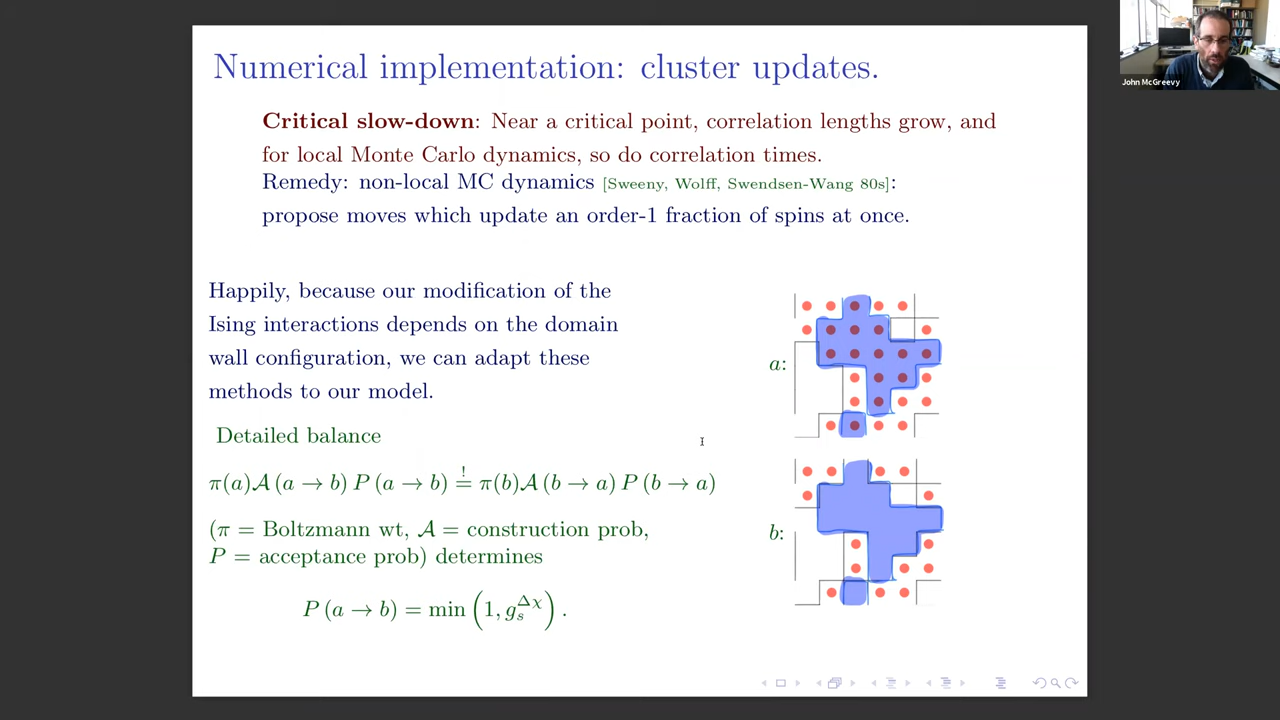 Numerical implementation: cluster updates.
Critical slow-down: Near a critical point, correlation lengths grow, and
for local Monte Carlo dynamics, so do correlation times.
Remedy: non-local MC dynamics [Sweeny, Wolff, Swendsen-Wang 80s]:
propose moves which update an order-1 fraction of spins at once.
Happily, because our modification of the
Ising interactions depends on the domain
wall configuration, we can adapt these
methods to our model.
Detailed balance
π(a)𝒜(a → b) P (a → b) =! π(b)𝒜(b → a) P (b → a)
(π = Boltzmann wt, 𝒜 = construction prob,
P = acceptance prob) determines
P (a → b) = min (1, g_s^{Δχ}) .
a:
b:
John McGreevy